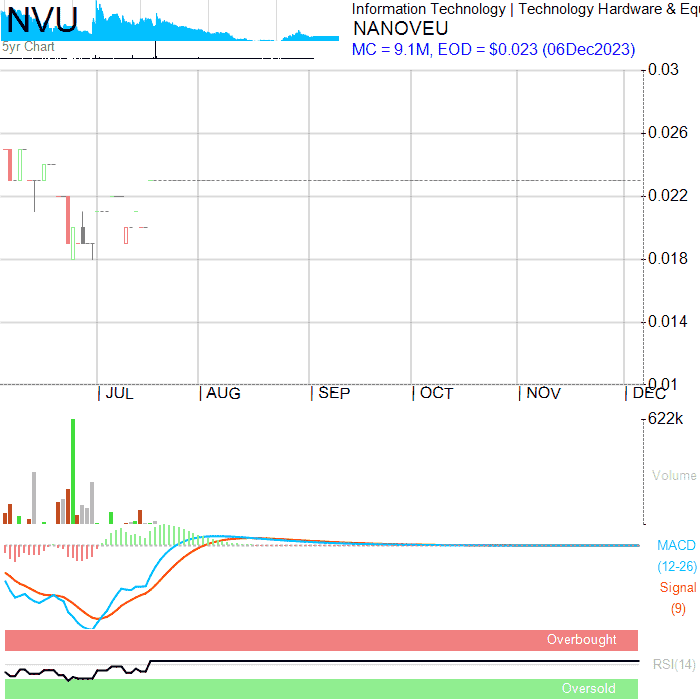 NVU
5yr Chart
Information Technology | Technology Hardware & Equ
NANOVEU
MC = 9.1M, EOD = $0.023 (06Dec2023)
0.03
0.026
0.022
0.018
0.014
0.01
| JUL | AUG | SEP | OCT | NOV | DEC
622k
Volume
MACD
(12-26)
Signal
(9)
Overbought
RSI(14)
Oversold